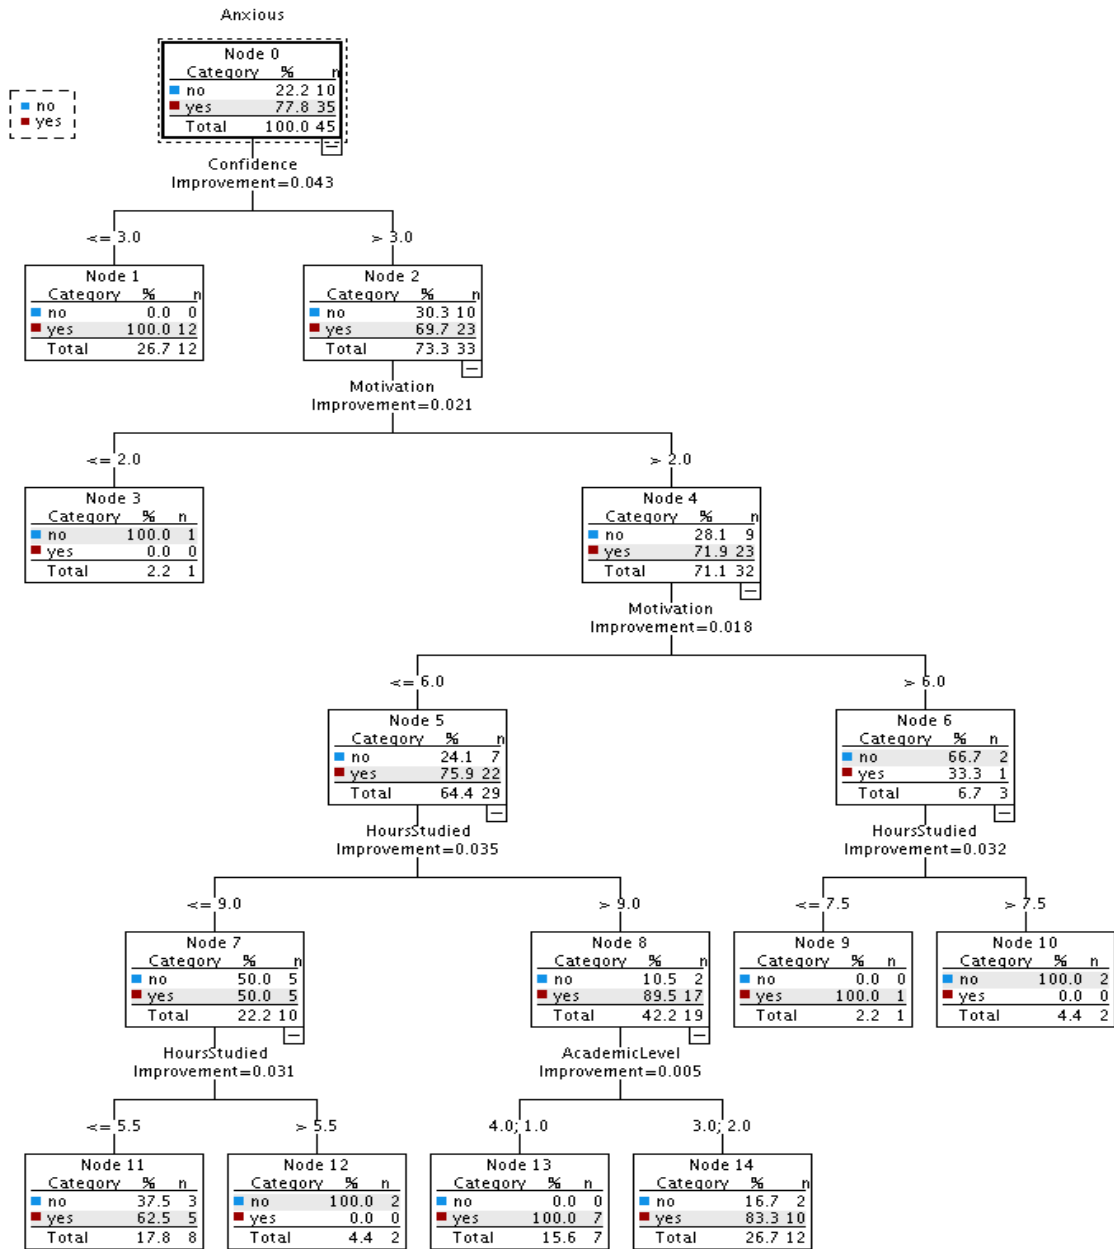 Anxious
no
yes
Node 0
Category % n
no 22.2 10
yes 77.8 35
Total 100.0 45
Confidence
Improvement=0.043
<= 3.0
> 3.0
Node 1
Category % n
no 0.0 0
yes 100.0 12
Total 26.7 12
Node 2
Category % n
no 30.3 10
yes 69.7 23
Total 73.3 33
Motivation
Improvement=0.021
<= 2.0
> 2.0
Node 3
Category % n
no 100.0 1
yes 0.0 0
Total 2.2 1
Node 4
Category % n
no 28.1 9
yes 71.9 23
Total 71.1 32
Motivation
Improvement=0.018
<= 6.0
> 6.0
Node 5
Category % n
no 24.1 7
yes 75.9 22
Total 64.4 29
Node 6
Category % n
no 66.7 2
yes 33.3 1
Total 6.7 3
HoursStudied
Improvement=0.035
HoursStudied
Improvement=0.032
<= 9.0
> 9.0
<= 7.5
> 7.5
Node 7
Category % n
no 50.0 5
yes 50.0 5
Total 22.2 10
Node 8
Category % n
no 10.5 2
yes 89.5 17
Total 42.2 19
Node 9
Category % n
no 0.0 0
yes 100.0 1
Total 2.2 1
Node 10
Category % n
no 100.0 2
yes 0.0 0
Total 4.4 2
HoursStudied
Improvement=0.031
AcademicLevel
Improvement=0.005
<= 5.5
> 5.5
4.0; 1.0
3.0; 2.0
Node 11
Category % n
no 37.5 3
yes 62.5 5
Total 17.8 8
Node 12
Category % n
no 100.0 2
yes 0.0 0
Total 4.4 2
Node 13
Category % n
no 0.0 0
yes 100.0 7
Total 15.6 7
Node 14
Category % n
no 16.7 2
yes 83.3 10
Total 26.7 12